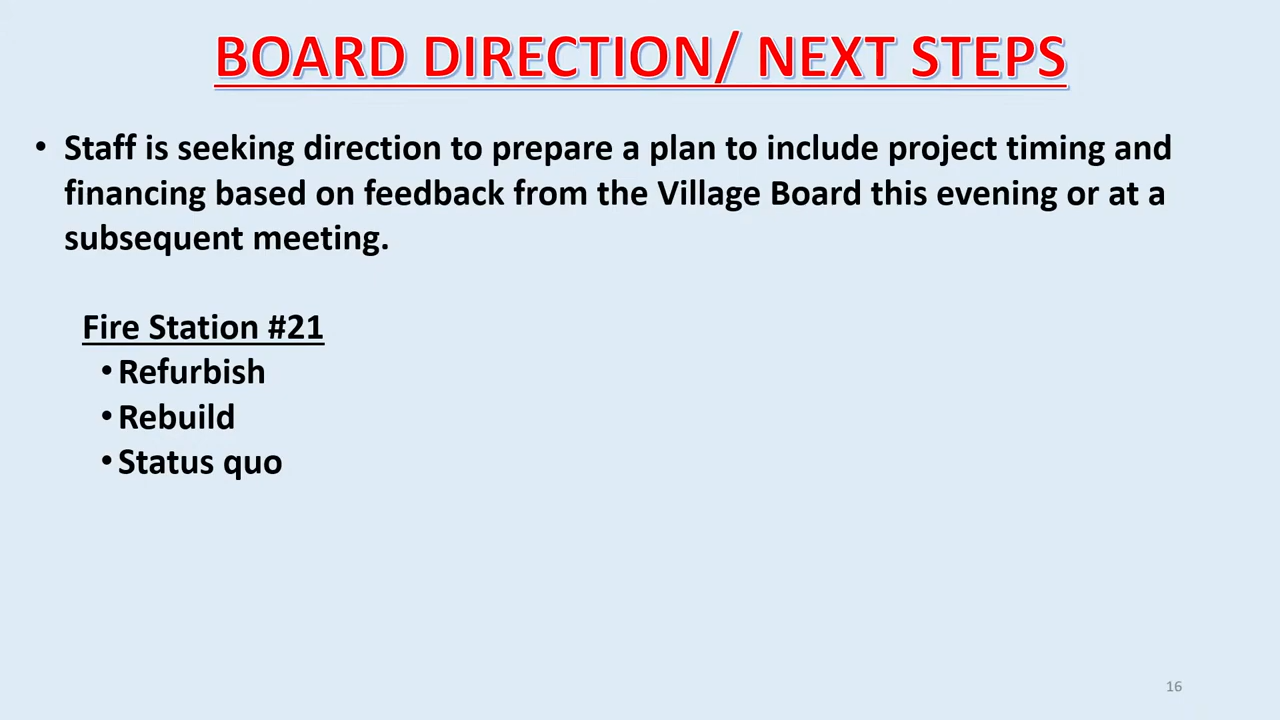 BOARD DIRECTION/ NEXT STEPS
• Staff is seeking direction to prepare a plan to include project timing and
financing based on feedback from the Village Board this evening or at a
subsequent meeting.
Fire Station #21
• Refurbish
• Rebuild
• Status quo
16